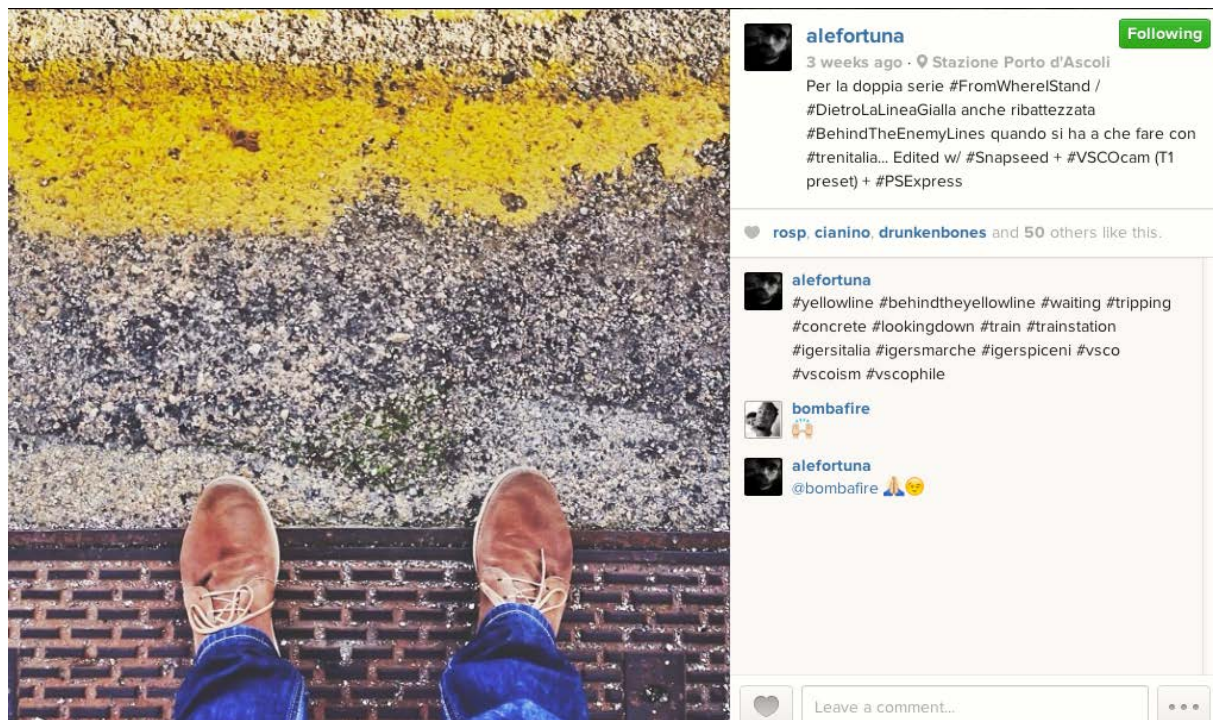 alefortuna
Following
3 weeks ago · Stazione Porto d'Ascoli
Per la doppia serie #FromWhereIStand /
#DietroLaLineaGialla anche ribattezzata
#BehindTheEnemyLines quando si ha a che fare con
#trenitalia... Edited w/ #Snapseed + #VSCOcam (T1
preset) + #PSExpress
rosp, cianino, drunkenbones and 50 others like this.
alefortuna
#yellowline #behindtheyellowline #waiting #tripping
#concrete #lookingdown #train #trainstation
#igersitalia #igersmarche #igerspiceni #vsco
#vscoism #vscophile
bombafire
🙌
alefortuna
@bombafire 🙏😉
Leave a comment...